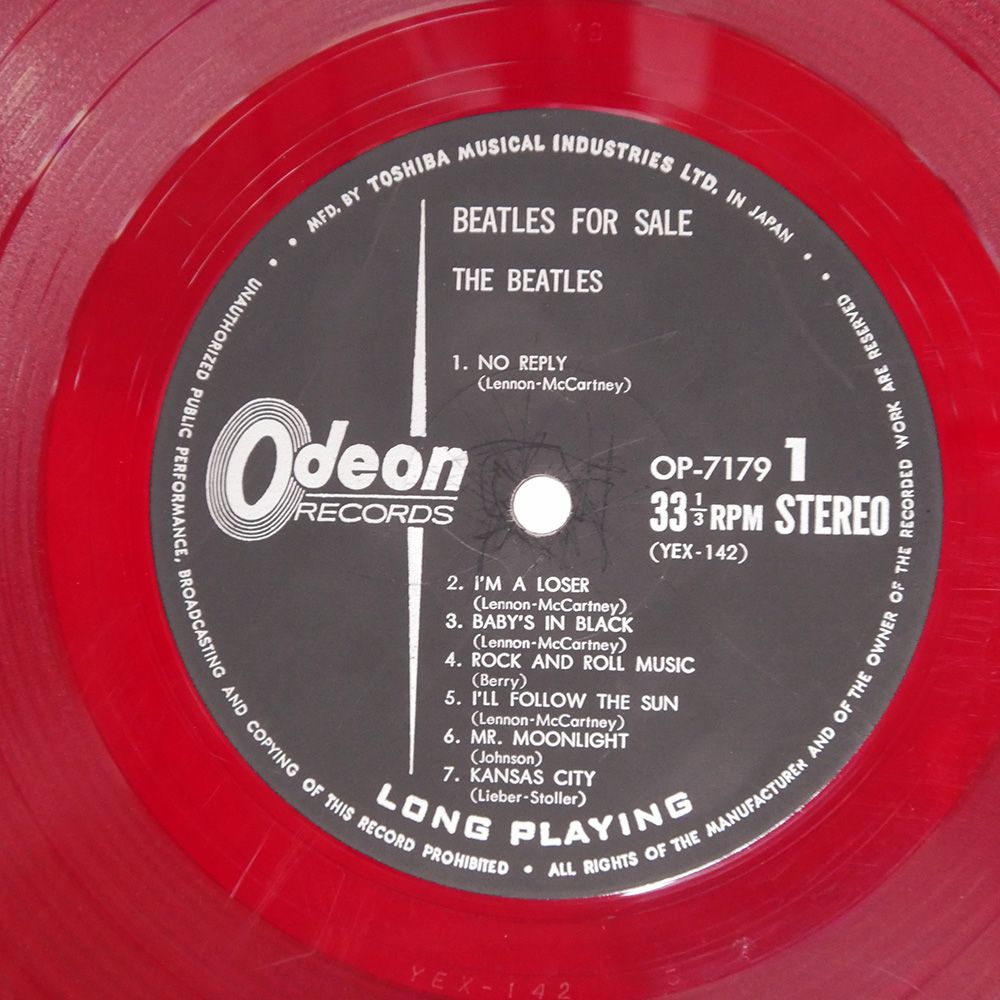 MFD. BY TOSHIBA MUSICAL INDUSTRIES LTD. IN JAPAN
BEATLES FOR SALE
THE BEATLES
1. NO REPLY
(Lennon-McCartney)
Odeon
RECORDS
OP-7179 1
33 1/3 RPM STEREO
(YEX-142)
2. I'M A LOSER
(Lennon-McCartney)
3. BABY'S IN BLACK
(Lennon-McCartney)
4. ROCK AND ROLL MUSIC
(Berry)
5. I'LL FOLLOW THE SUN
(Lennon-McCartney)
6. MR. MOONLIGHT
(Johnson)
7. KANSAS CITY
(Lieber-Stoller)
LONG PLAYING
UNAUTHORIZED PUBLIC PERFORMANCE, BROADCASTING AND COPYING OF THIS RECORD PROHIBITED • ALL RIGHTS OF THE MANUFACTURER AND OF THE OWNER OF THE RECORDED WORK ARE RESERVED
YEX-142